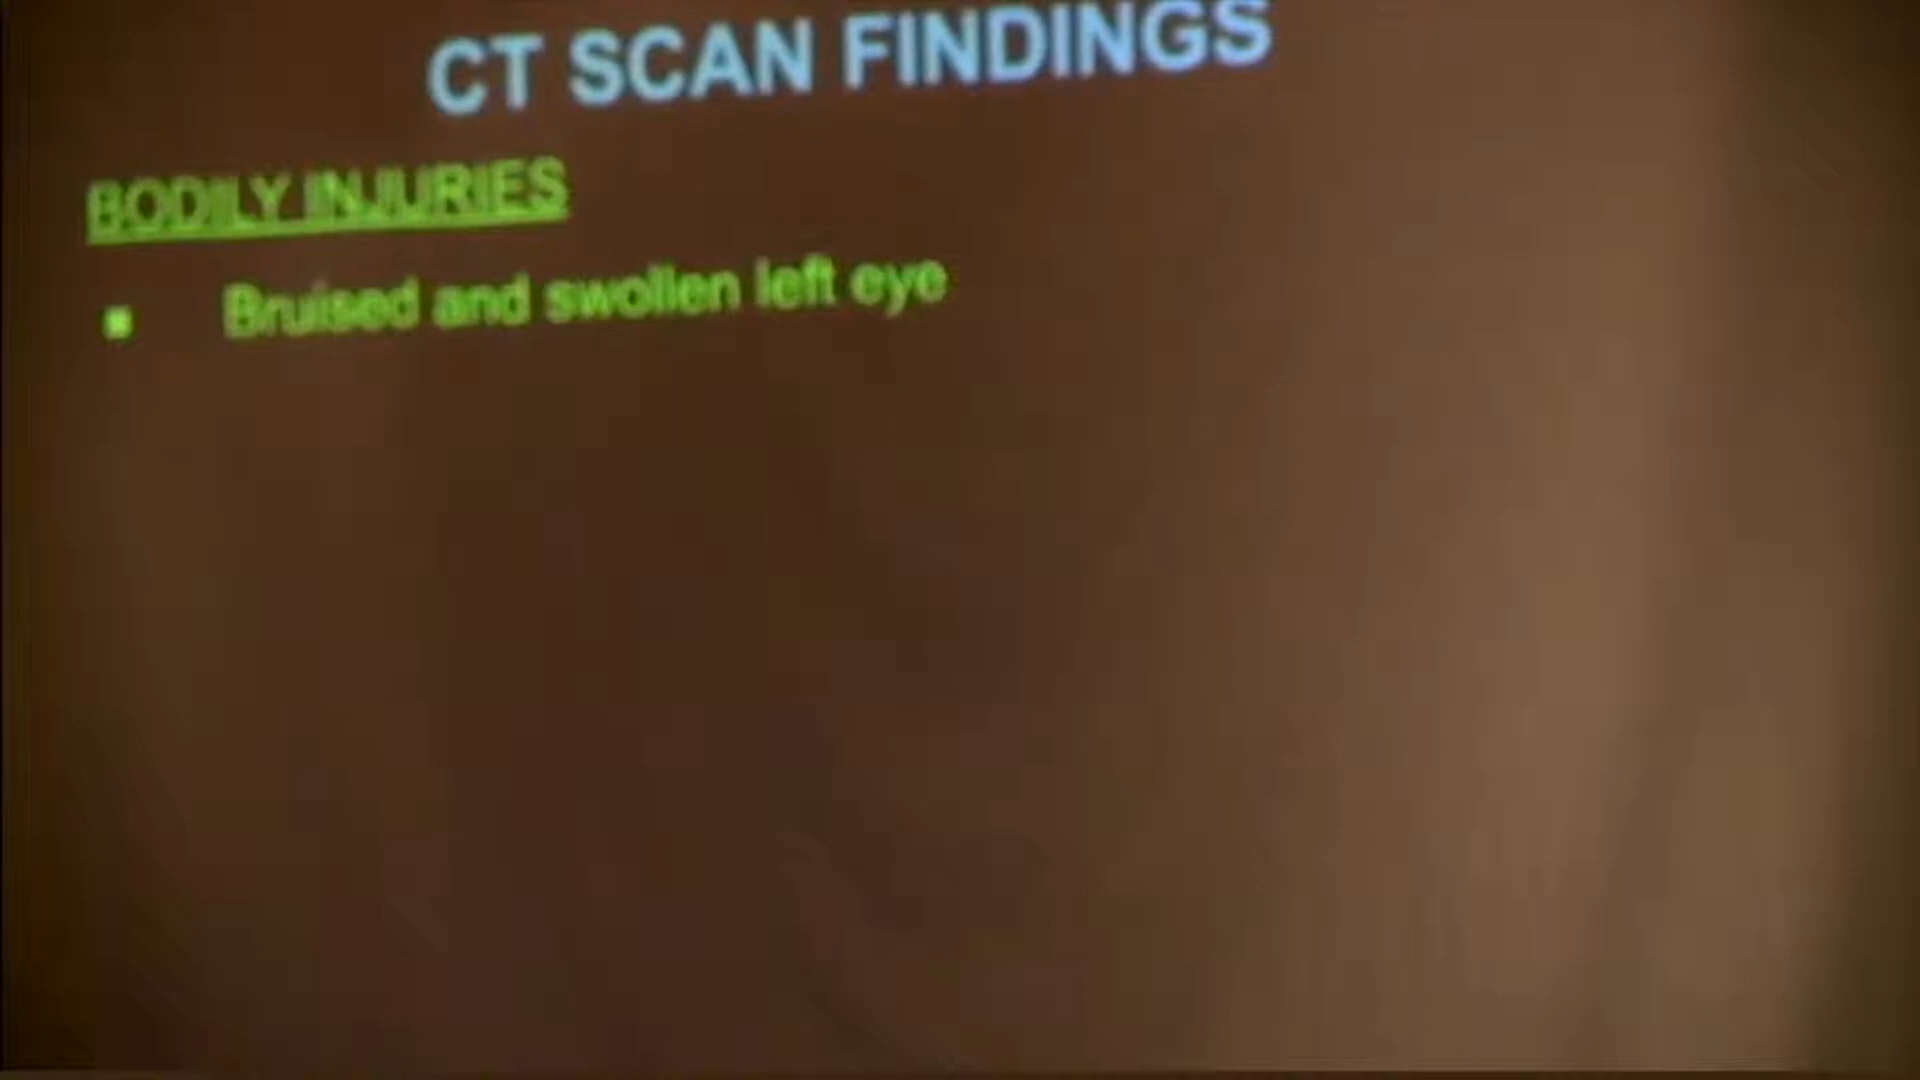 CT SCAN FINDINGS
BODILY INJURIES
▪ Bruised and swollen left eye